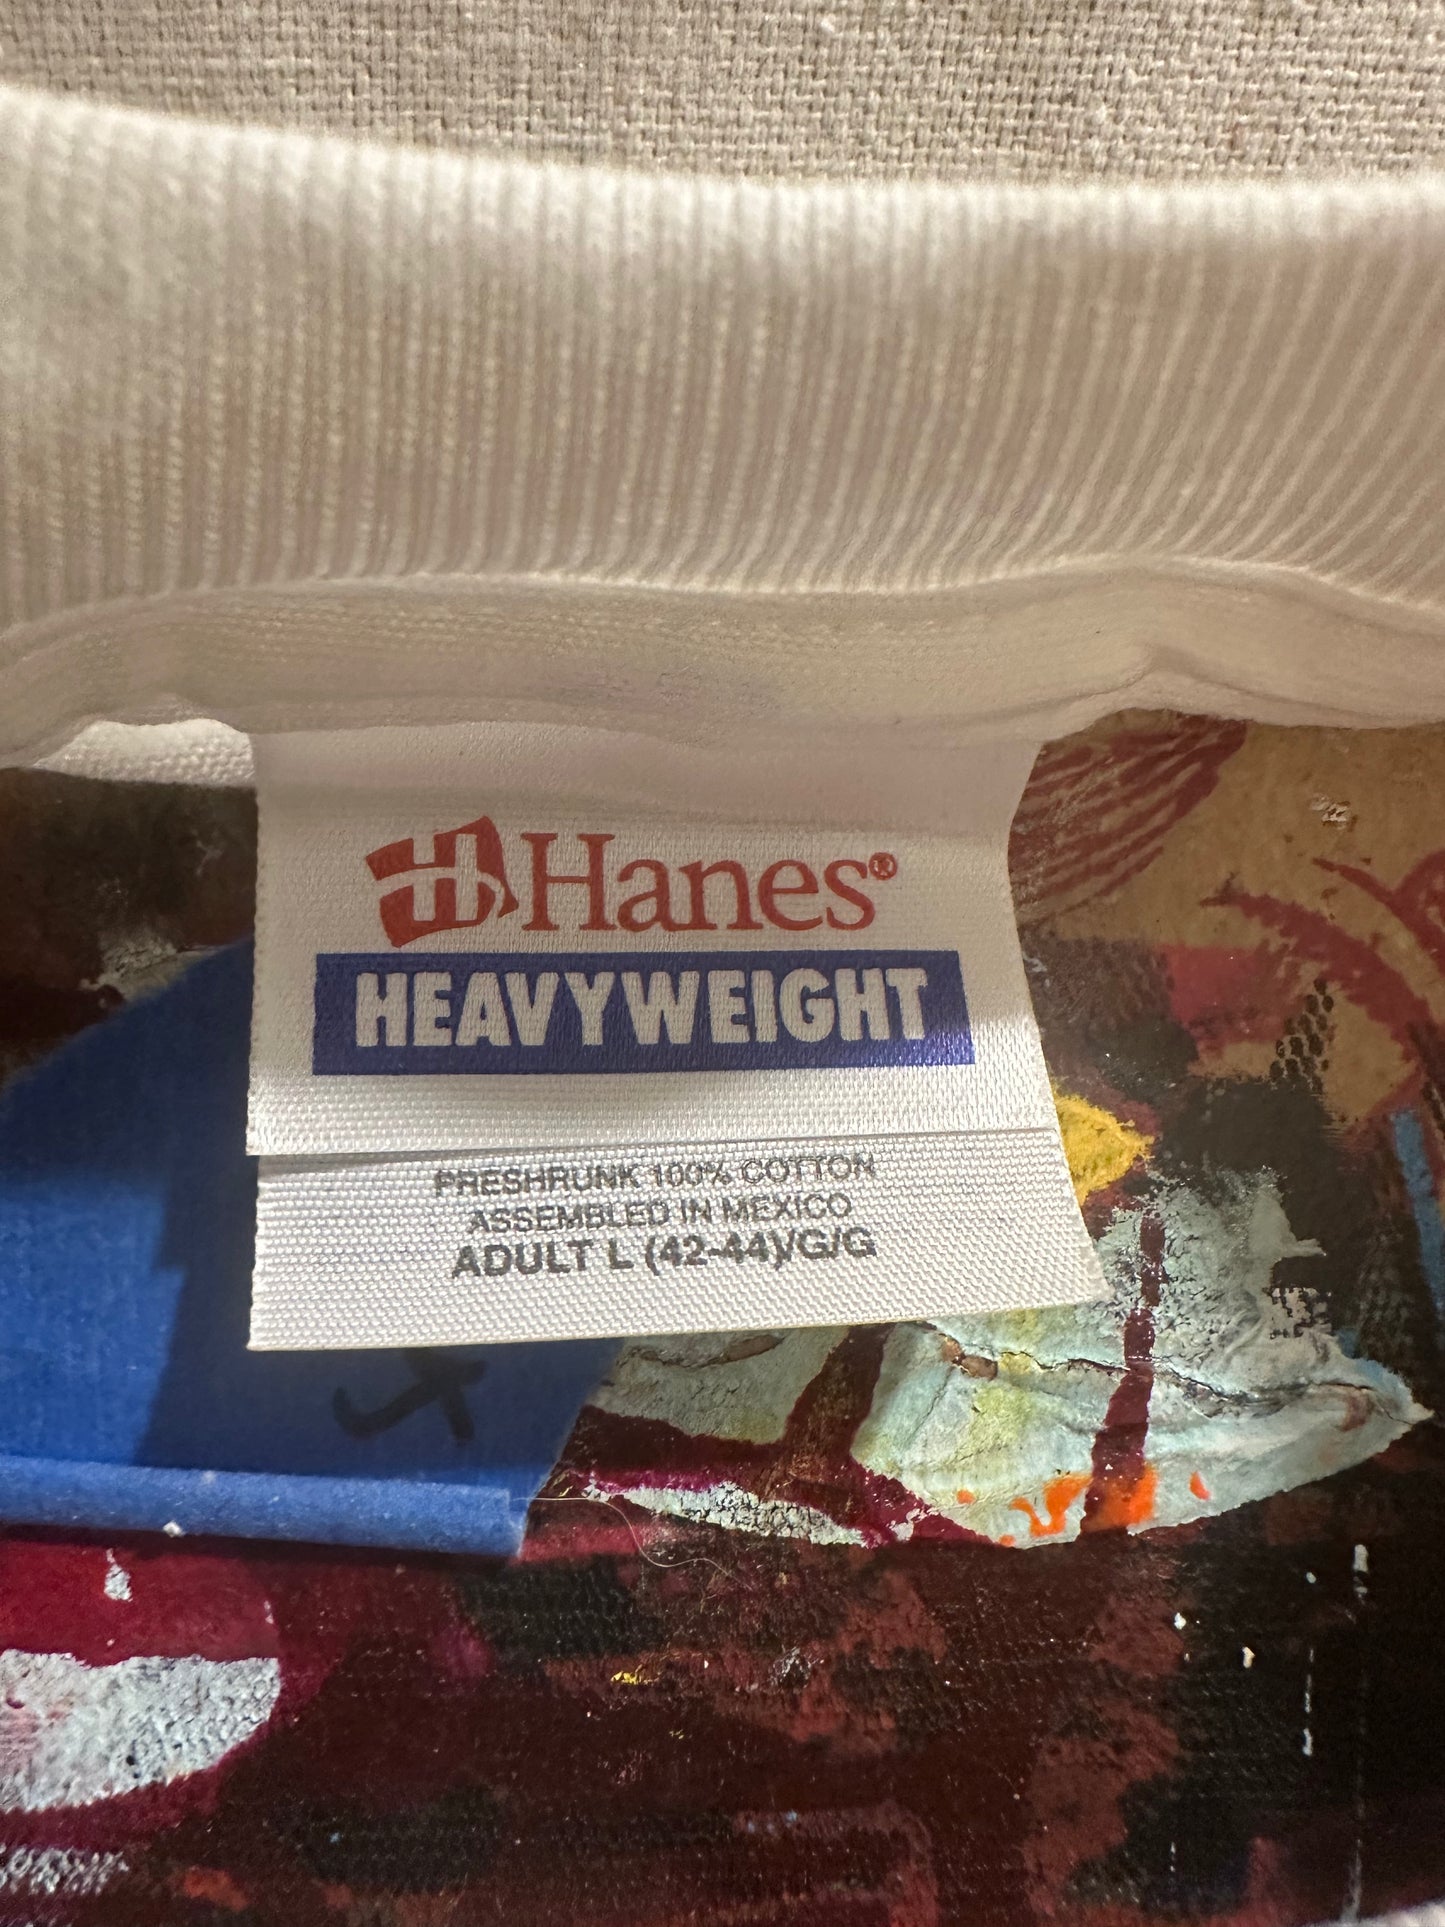 H Hanes®
HEAVYWEIGHT
PRESHRUNK 100% COTTON
ASSEMBLED IN MEXICO
ADULT L (42-44)/G/G